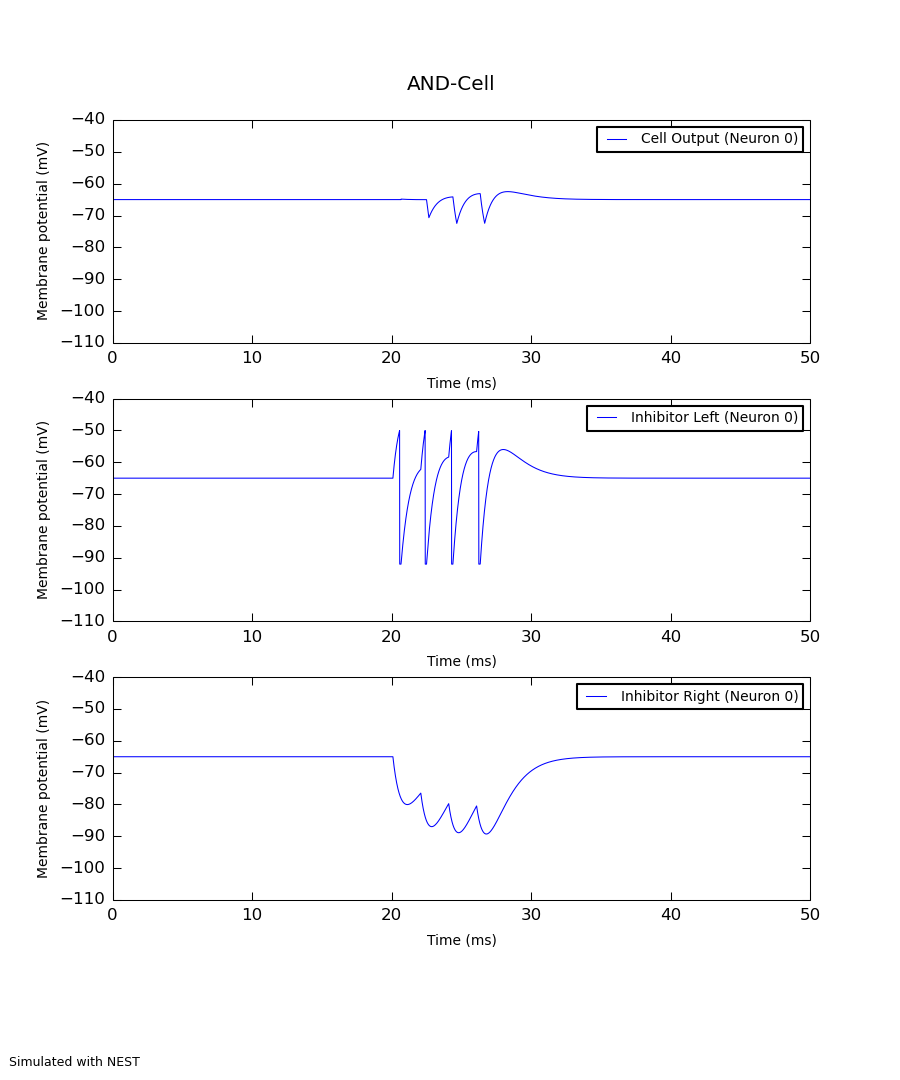 AND-Cell
−40
−50
−60
−70
−80
−90
−100
−110
Membrane potential (mV)
Cell Output (Neuron 0)
0 10 20 30 40 50
Time (ms)
−40
−50
−60
−70
−80
−90
−100
−110
Membrane potential (mV)
Inhibitor Left (Neuron 0)
0 10 20 30 40 50
Time (ms)
−40
−50
−60
−70
−80
−90
−100
−110
Membrane potential (mV)
Inhibitor Right (Neuron 0)
0 10 20 30 40 50
Time (ms)
Simulated with NEST